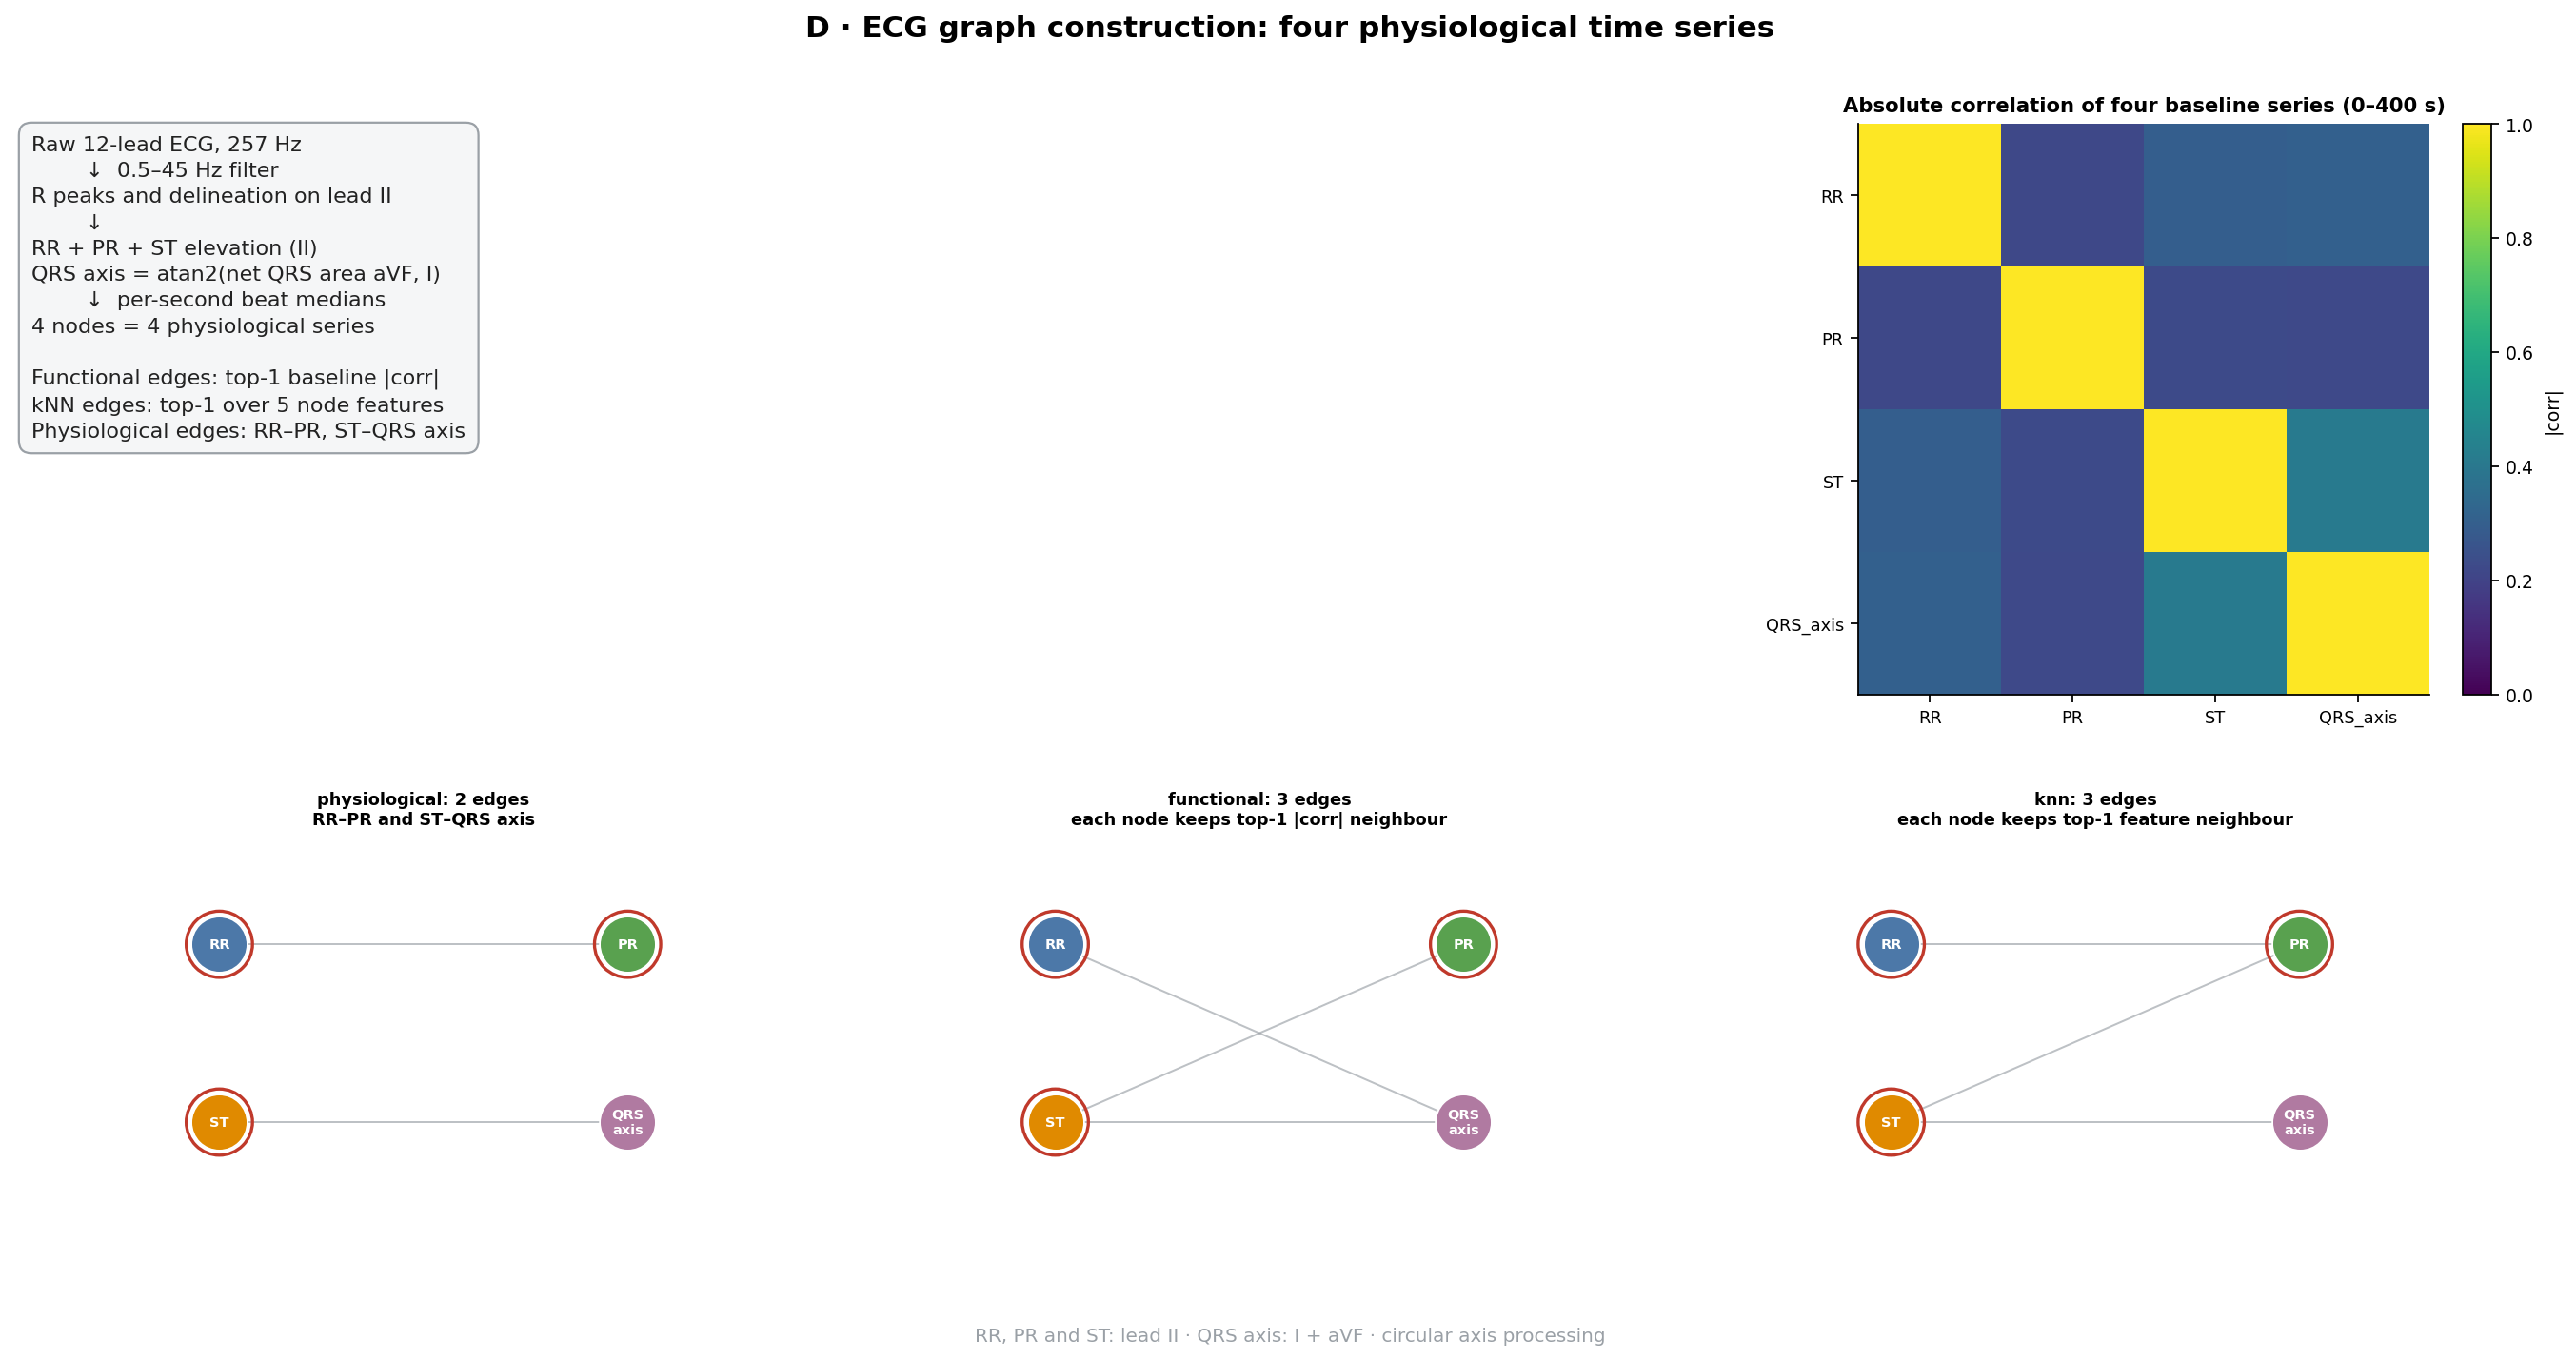 D · ECG graph construction: four physiological time series
Raw 12-lead ECG, 257 Hz
↓ 0.5–45 Hz filter
R peaks and delineation on lead II
↓
RR + PR + ST elevation (II)
QRS axis = atan2(net QRS area aVF, I)
↓ per-second beat medians
4 nodes = 4 physiological series
Functional edges: top-1 baseline |corr|
kNN edges: top-1 over 5 node features
Physiological edges: RR–PR, ST–QRS axis
Absolute correlation of four baseline series (0–400 s)
RR
PR
ST
QRS_axis
RR PR ST QRS_axis
1.0
0.8
0.6
0.4
0.2
0.0
|corr|
physiological: 2 edges
RR–PR and ST–QRS axis
RR PR
ST QRS
axis
functional: 3 edges
each node keeps top-1 |corr| neighbour
RR PR
ST QRS
axis
knn: 3 edges
each node keeps top-1 feature neighbour
RR PR
ST QRS
axis
RR, PR and ST: lead II · QRS axis: I + aVF · circular axis processing